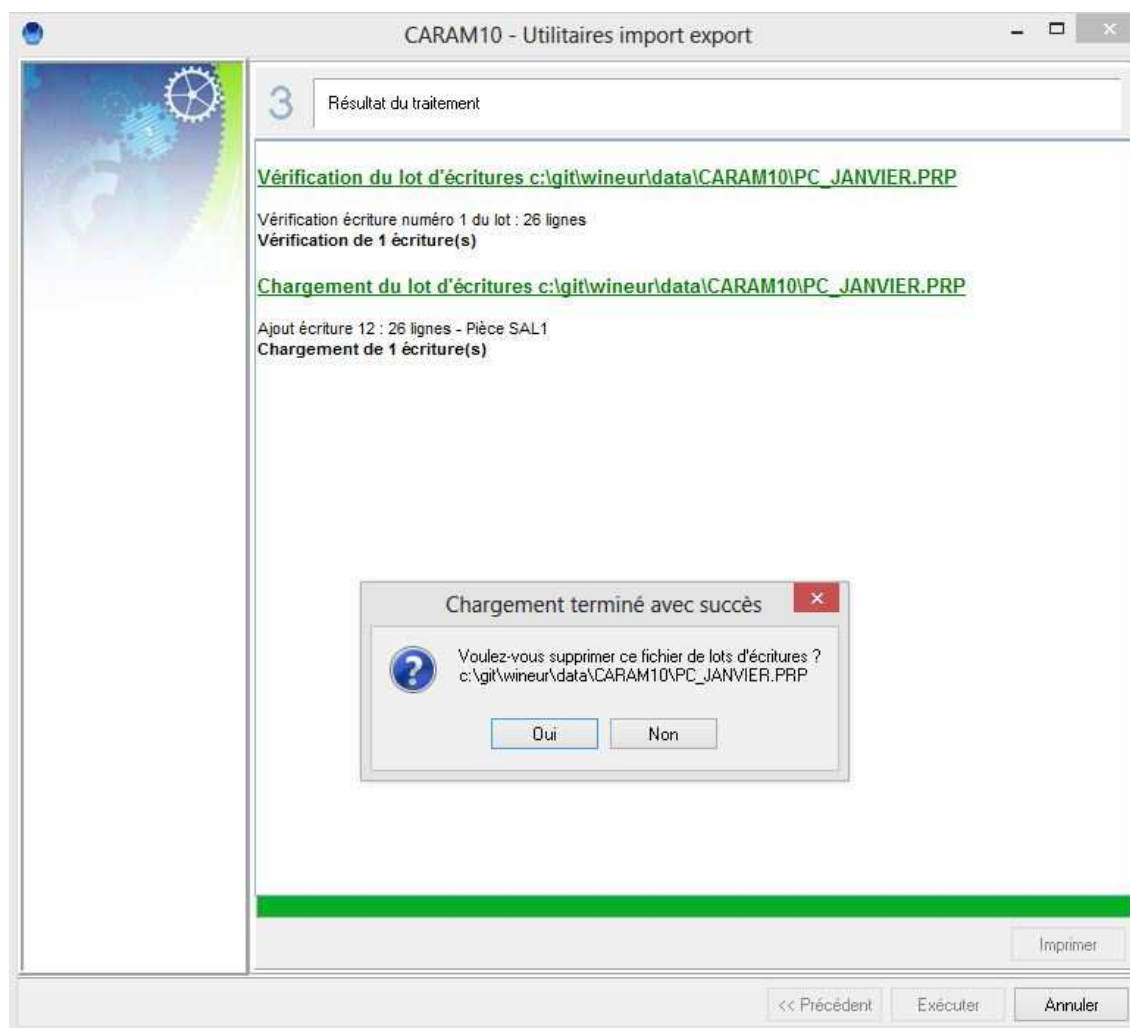 CARAM10 - Utilitaires import export
3
Résultat du traitement
Vérification du lot d'écritures c:\git\wineur\data\CARAM10\PC_JANVIER.PRP
Vérification écriture numéro 1 du lot : 26 lignes
Vérification de 1 écriture(s)
Chargement du lot d'écritures c:\git\wineur\data\CARAM10\PC_JANVIER.PRP
Ajout écriture 12 : 26 lignes - Pièce SAL1
Chargement de 1 écriture(s)
Chargement terminé avec succès
Voulez-vous supprimer ce fichier de lots d'écritures ?
c:\git\wineur\data\CARAM10\PC_JANVIER.PRP
Oui Non
Imprimer
<< Précédent Exécuter Annuler